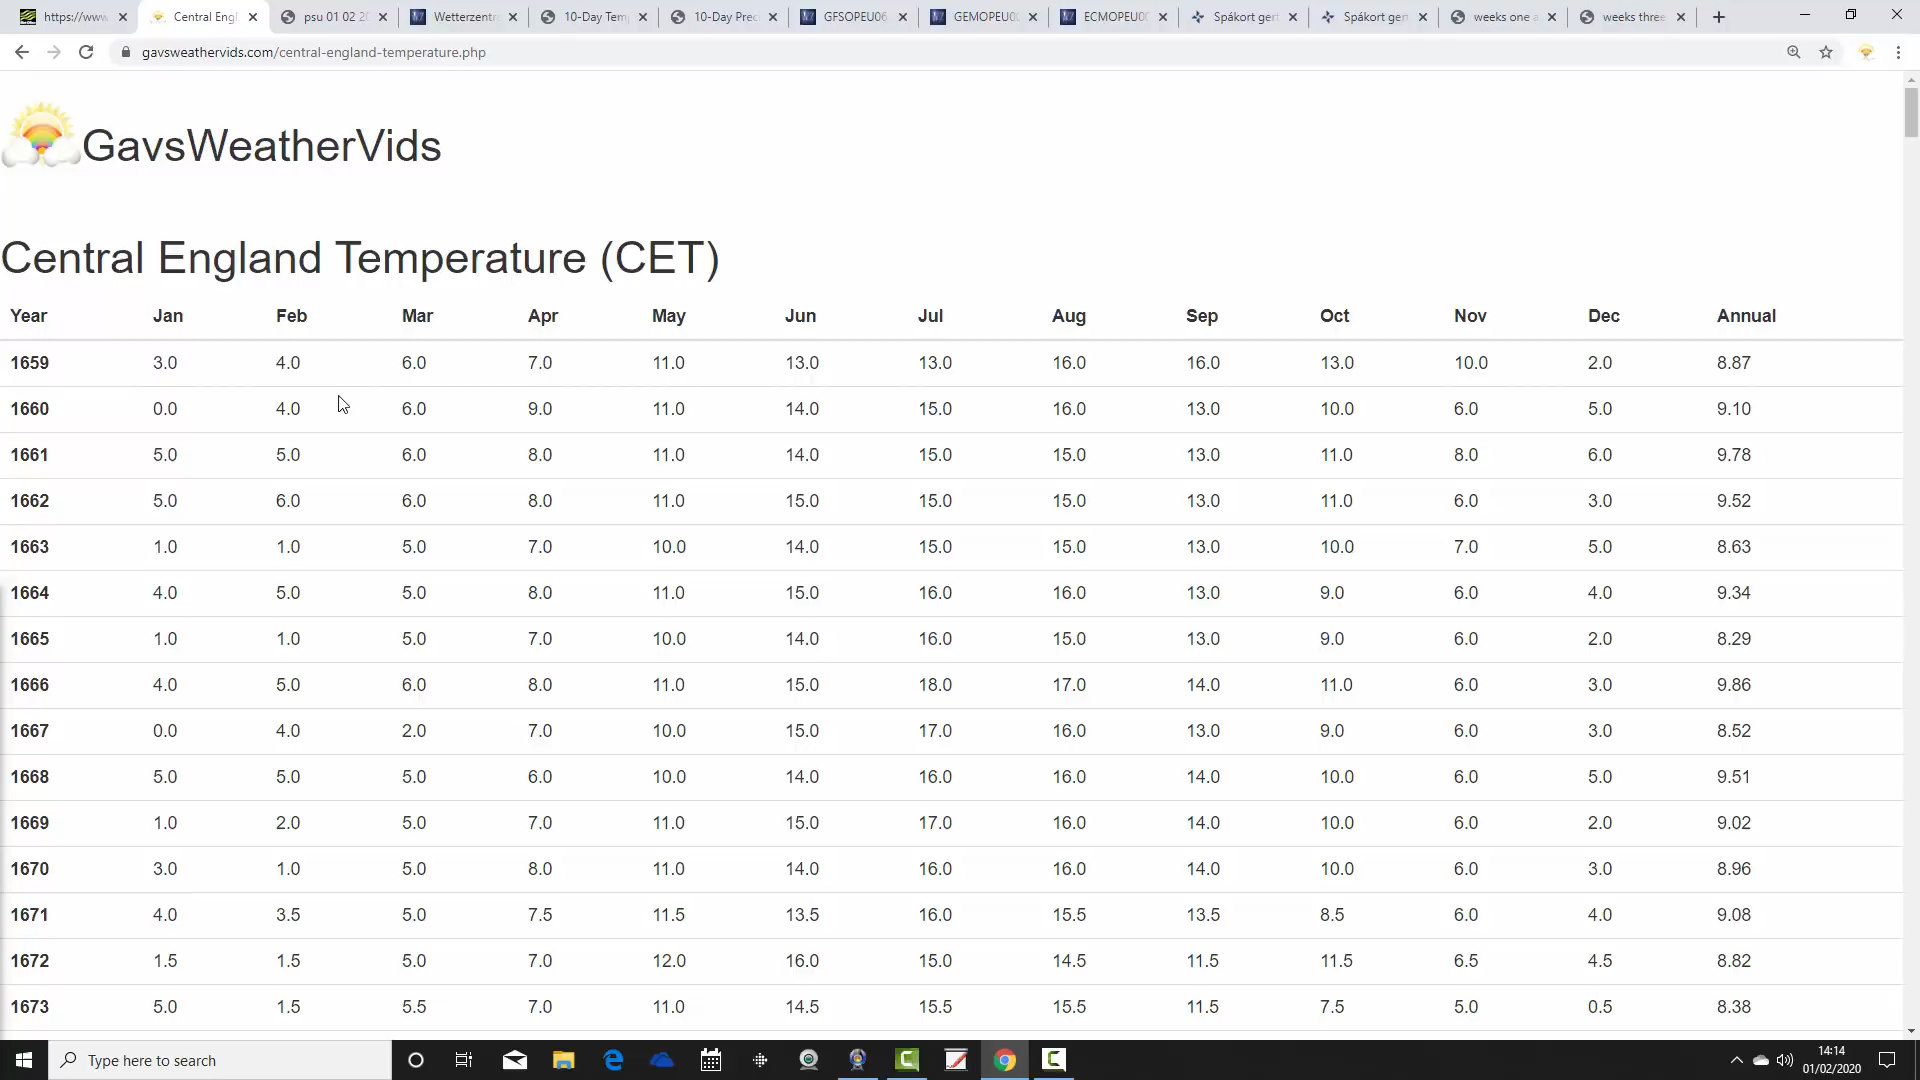 https://www
Central Engl
psu 01 02 20
Wetterzentr
10-Day Tem
10-Day Prec
GFSOPEU06
GEMOPEU00
ECMOPEU00
Spákort gerr
Spákort gerr
weeks one a
weeks three
gavsweathervids.com/central-england-temperature.php
GavsWeatherVids
Central England Temperature (CET)
Year Jan Feb Mar Apr May Jun Jul Aug Sep Oct Nov Dec Annual
1659 3.0 4.0 6.0 7.0 11.0 13.0 13.0 16.0 16.0 13.0 10.0 2.0 8.87
1660 0.0 4.0 6.0 9.0 11.0 14.0 15.0 16.0 13.0 10.0 6.0 5.0 9.10
1661 5.0 5.0 6.0 8.0 11.0 14.0 15.0 15.0 13.0 11.0 8.0 6.0 9.78
1662 5.0 6.0 6.0 8.0 11.0 15.0 15.0 15.0 13.0 11.0 6.0 3.0 9.52
1663 1.0 1.0 5.0 7.0 10.0 14.0 15.0 15.0 13.0 10.0 7.0 5.0 8.63
1664 4.0 5.0 5.0 8.0 11.0 15.0 16.0 16.0 13.0 9.0 6.0 4.0 9.34
1665 1.0 1.0 5.0 7.0 10.0 14.0 16.0 15.0 13.0 9.0 6.0 2.0 8.29
1666 4.0 5.0 6.0 8.0 11.0 15.0 18.0 17.0 14.0 11.0 6.0 3.0 9.86
1667 0.0 4.0 2.0 7.0 10.0 15.0 17.0 16.0 13.0 9.0 6.0 3.0 8.52
1668 5.0 5.0 5.0 6.0 10.0 14.0 16.0 16.0 14.0 10.0 6.0 5.0 9.51
1669 1.0 2.0 5.0 7.0 11.0 15.0 17.0 16.0 14.0 10.0 6.0 2.0 9.02
1670 3.0 1.0 5.0 8.0 11.0 14.0 16.0 16.0 14.0 10.0 6.0 3.0 8.96
1671 4.0 3.5 5.0 7.5 11.5 13.5 16.0 15.5 13.5 8.5 6.0 4.0 9.08
1672 1.5 1.5 5.0 7.0 12.0 16.0 15.0 14.5 11.5 11.5 6.5 4.5 8.82
1673 5.0 1.5 5.5 7.0 11.0 14.5 15.5 15.5 11.5 7.5 5.0 0.5 8.38
Type here to search
14:14
01/02/2020